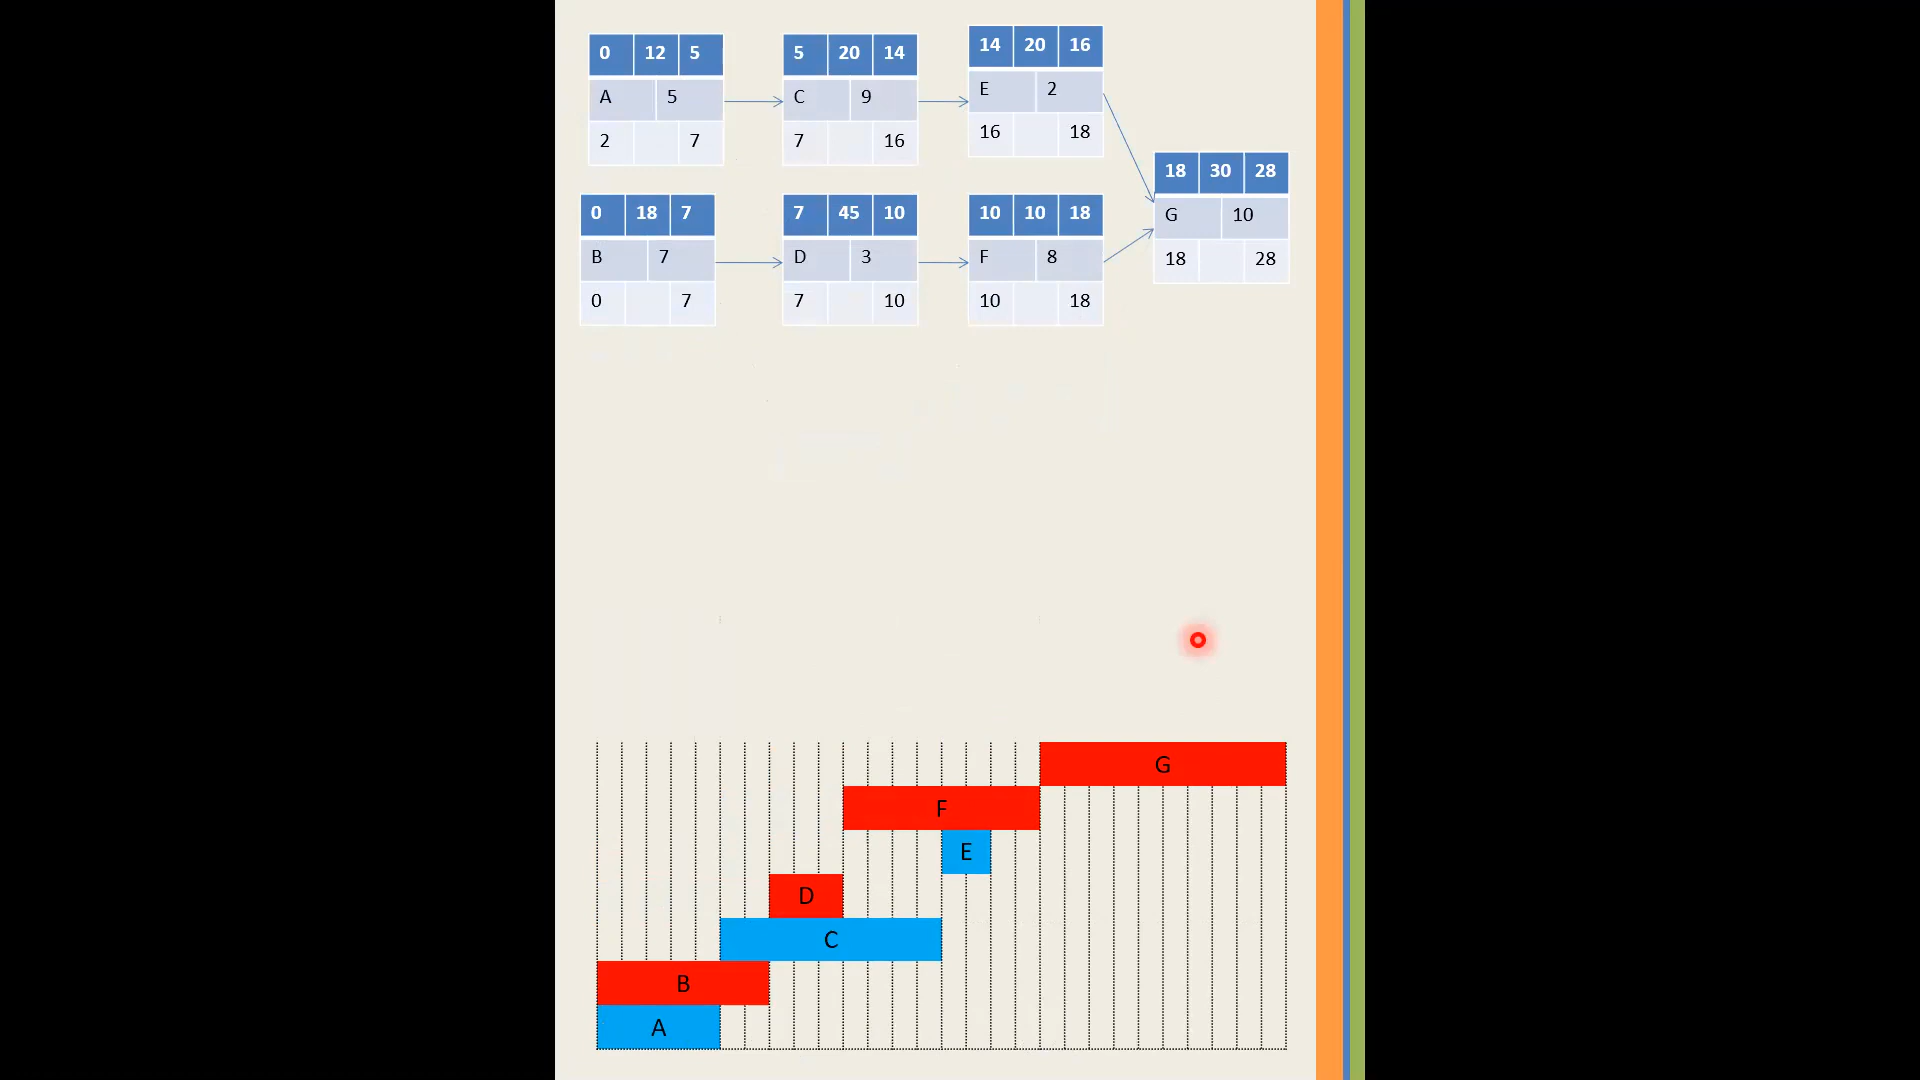 0 12 5
A 5
2 7
5 20 14
C 9
7 16
14 20 16
E 2
16 18
18 30 28
G 10
18 28
0 18 7
B 7
0 7
7 45 10
D 3
7 10
10 10 18
F 8
10 18
G
F
E
D
C
B
A